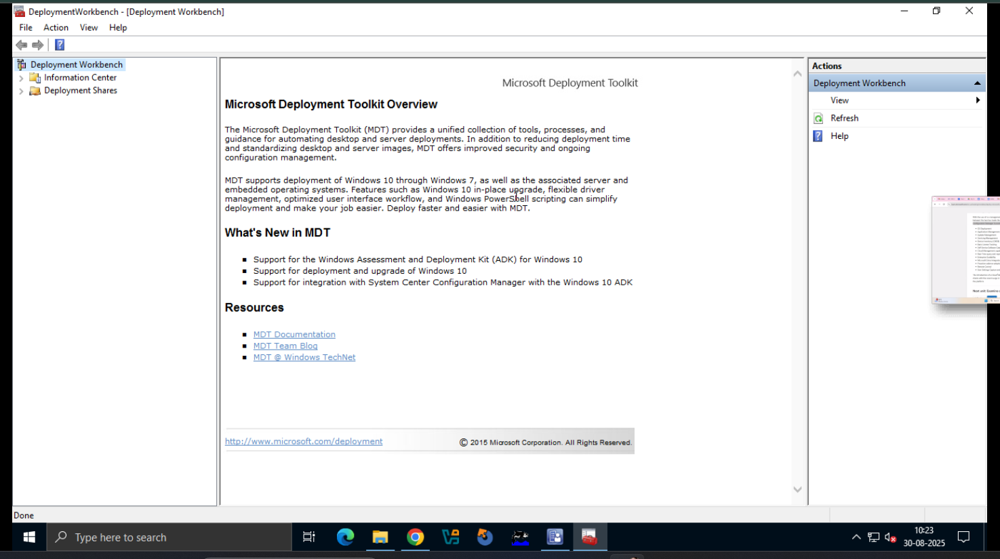 DeploymentWorkbench - [Deployment Workbench]
File Action View Help
Deployment Workbench
Information Center
Deployment Shares
Microsoft Deployment Toolkit
Microsoft Deployment Toolkit Overview
The Microsoft Deployment Toolkit (MDT) provides a unified collection of tools, processes, and
guidance for automating desktop and server deployments. In addition to reducing deployment time
and standardizing desktop and server images, MDT offers improved security and ongoing
configuration management.
MDT supports deployment of Windows 10 through Windows 7, as well as the associated server and
embedded operating systems. Features such as Windows 10 in-place upgrade, flexible driver
management, optimized user interface workflow, and Windows PowerShell scripting can simplify
deployment and make your job easier. Deploy faster and easier with MDT.
What's New in MDT
Support for the Windows Assessment and Deployment Kit (ADK) for Windows 10
Support for deployment and upgrade of Windows 10
Support for integration with System Center Configuration Manager with the Windows 10 ADK
Resources
MDT Documentation
MDT Team Blog
MDT @ Windows TechNet
http://www.microsoft.com/deployment
© 2015 Microsoft Corporation. All Rights Reserved.
Actions
Deployment Workbench
View
Refresh
Help
Done
Type here to search
10:23
30-08-2025